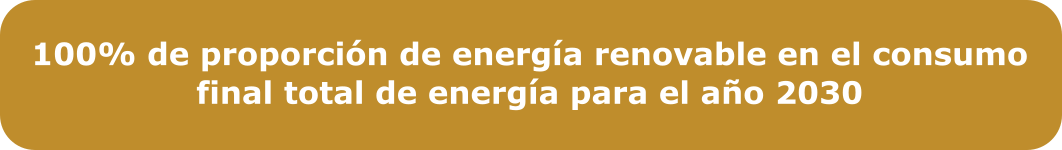 100% de proporción de energía renovable en el consumo
final total de energía para el año 2030